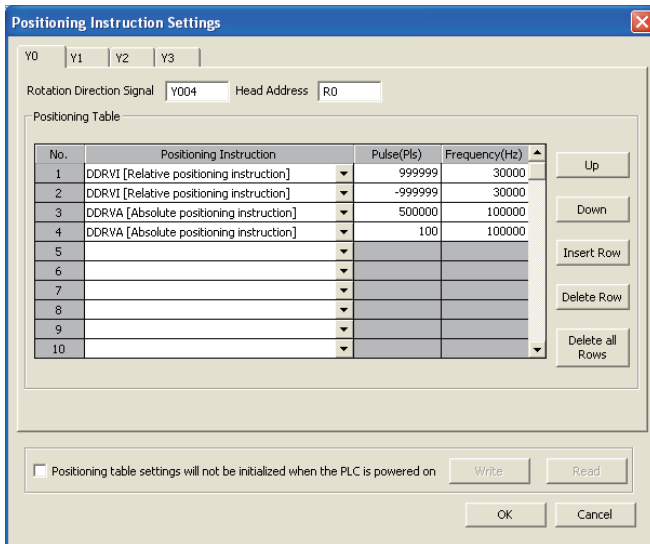 Positioning Instruction Settings
Y0 Y1 Y2 Y3
Rotation Direction Signal Y004 Head Address R0
Positioning Table
No. Positioning Instruction Pulse(Pls) Frequency(Hz)
1 DDRVI [Relative positioning instruction] 999999 30000
2 DDRVI [Relative positioning instruction] -999999 30000
3 DDRVA [Absolute positioning instruction] 500000 100000
4 DDRVA [Absolute positioning instruction] 100 100000
5
6
7
8
9
10
Up
Down
Insert Row
Delete Row
Delete all
Rows
Positioning table settings will not be initialized when the PLC is powered on Write Read
OK Cancel